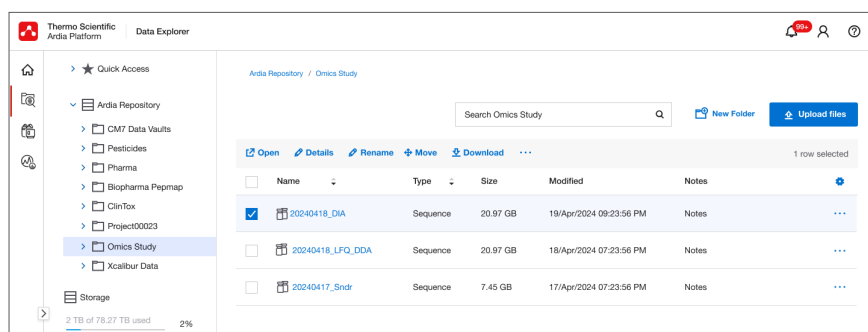 Thermo Scientific
Ardia Platform
Data Explorer
99+
Quick Access
Ardia Repository
CM7 Data Vaults
Pesticides
Pharma
Biopharma Pepmap
ClinTox
Project00023
Omics Study
Xcalibur Data
Storage
2 TB of 78.27 TB used 2%
Ardia Repository / Omics Study
Search Omics Study
New Folder
Upload files
Open Details Rename Move Download ···
1 row selected
Name Type Size Modified Notes
20240418_DIA Sequence 20.97 GB 19/Apr/2024 09:23:56 PM Notes ···
20240418_LFQ_DDA Sequence 20.97 GB 18/Apr/2024 07:23:56 PM Notes ···
20240417_Sndr Sequence 7.45 GB 17/Apr/2024 07:23:56 PM Notes ···